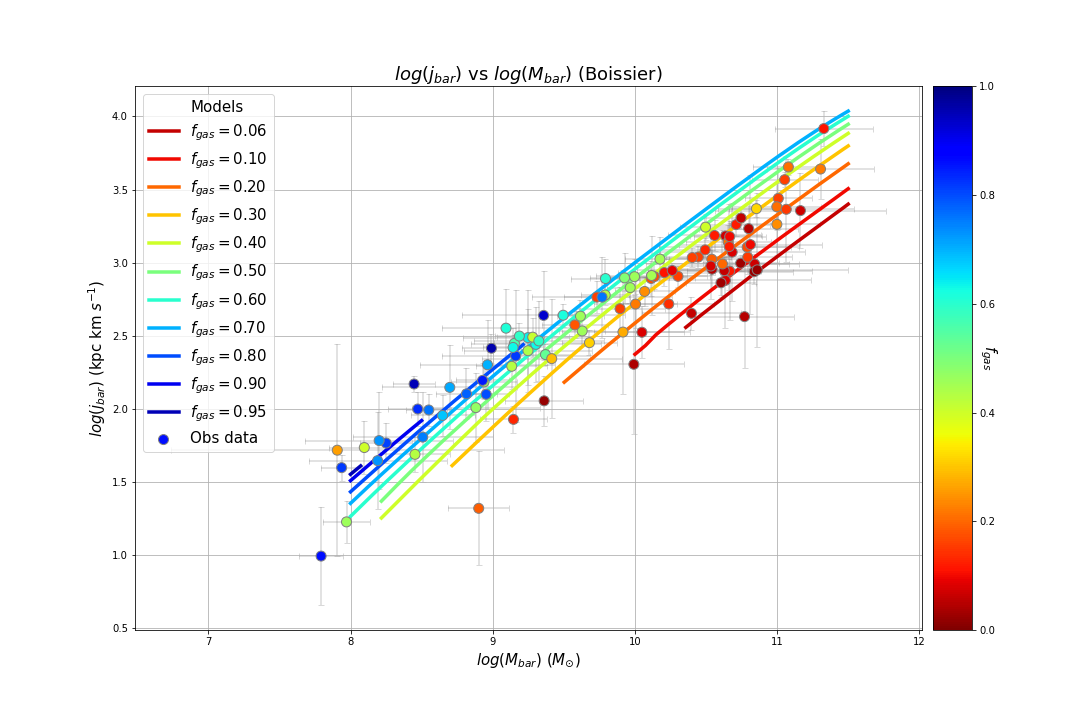 log(j_bar) vs log(M_bar) (Boissier)
Models
f_gas = 0.06
f_gas = 0.10
f_gas = 0.20
f_gas = 0.30
f_gas = 0.40
f_gas = 0.50
f_gas = 0.60
f_gas = 0.70
f_gas = 0.80
f_gas = 0.90
f_gas = 0.95
Obs data
log(j_bar) (kpc km s⁻¹)
4.0
3.5
3.0
2.5
2.0
1.5
1.0
0.5
7 8 9 10 11 12
log(M_bar) (M_⊙)
1.0
0.8
0.6
0.4
0.2
0.0
f_gas